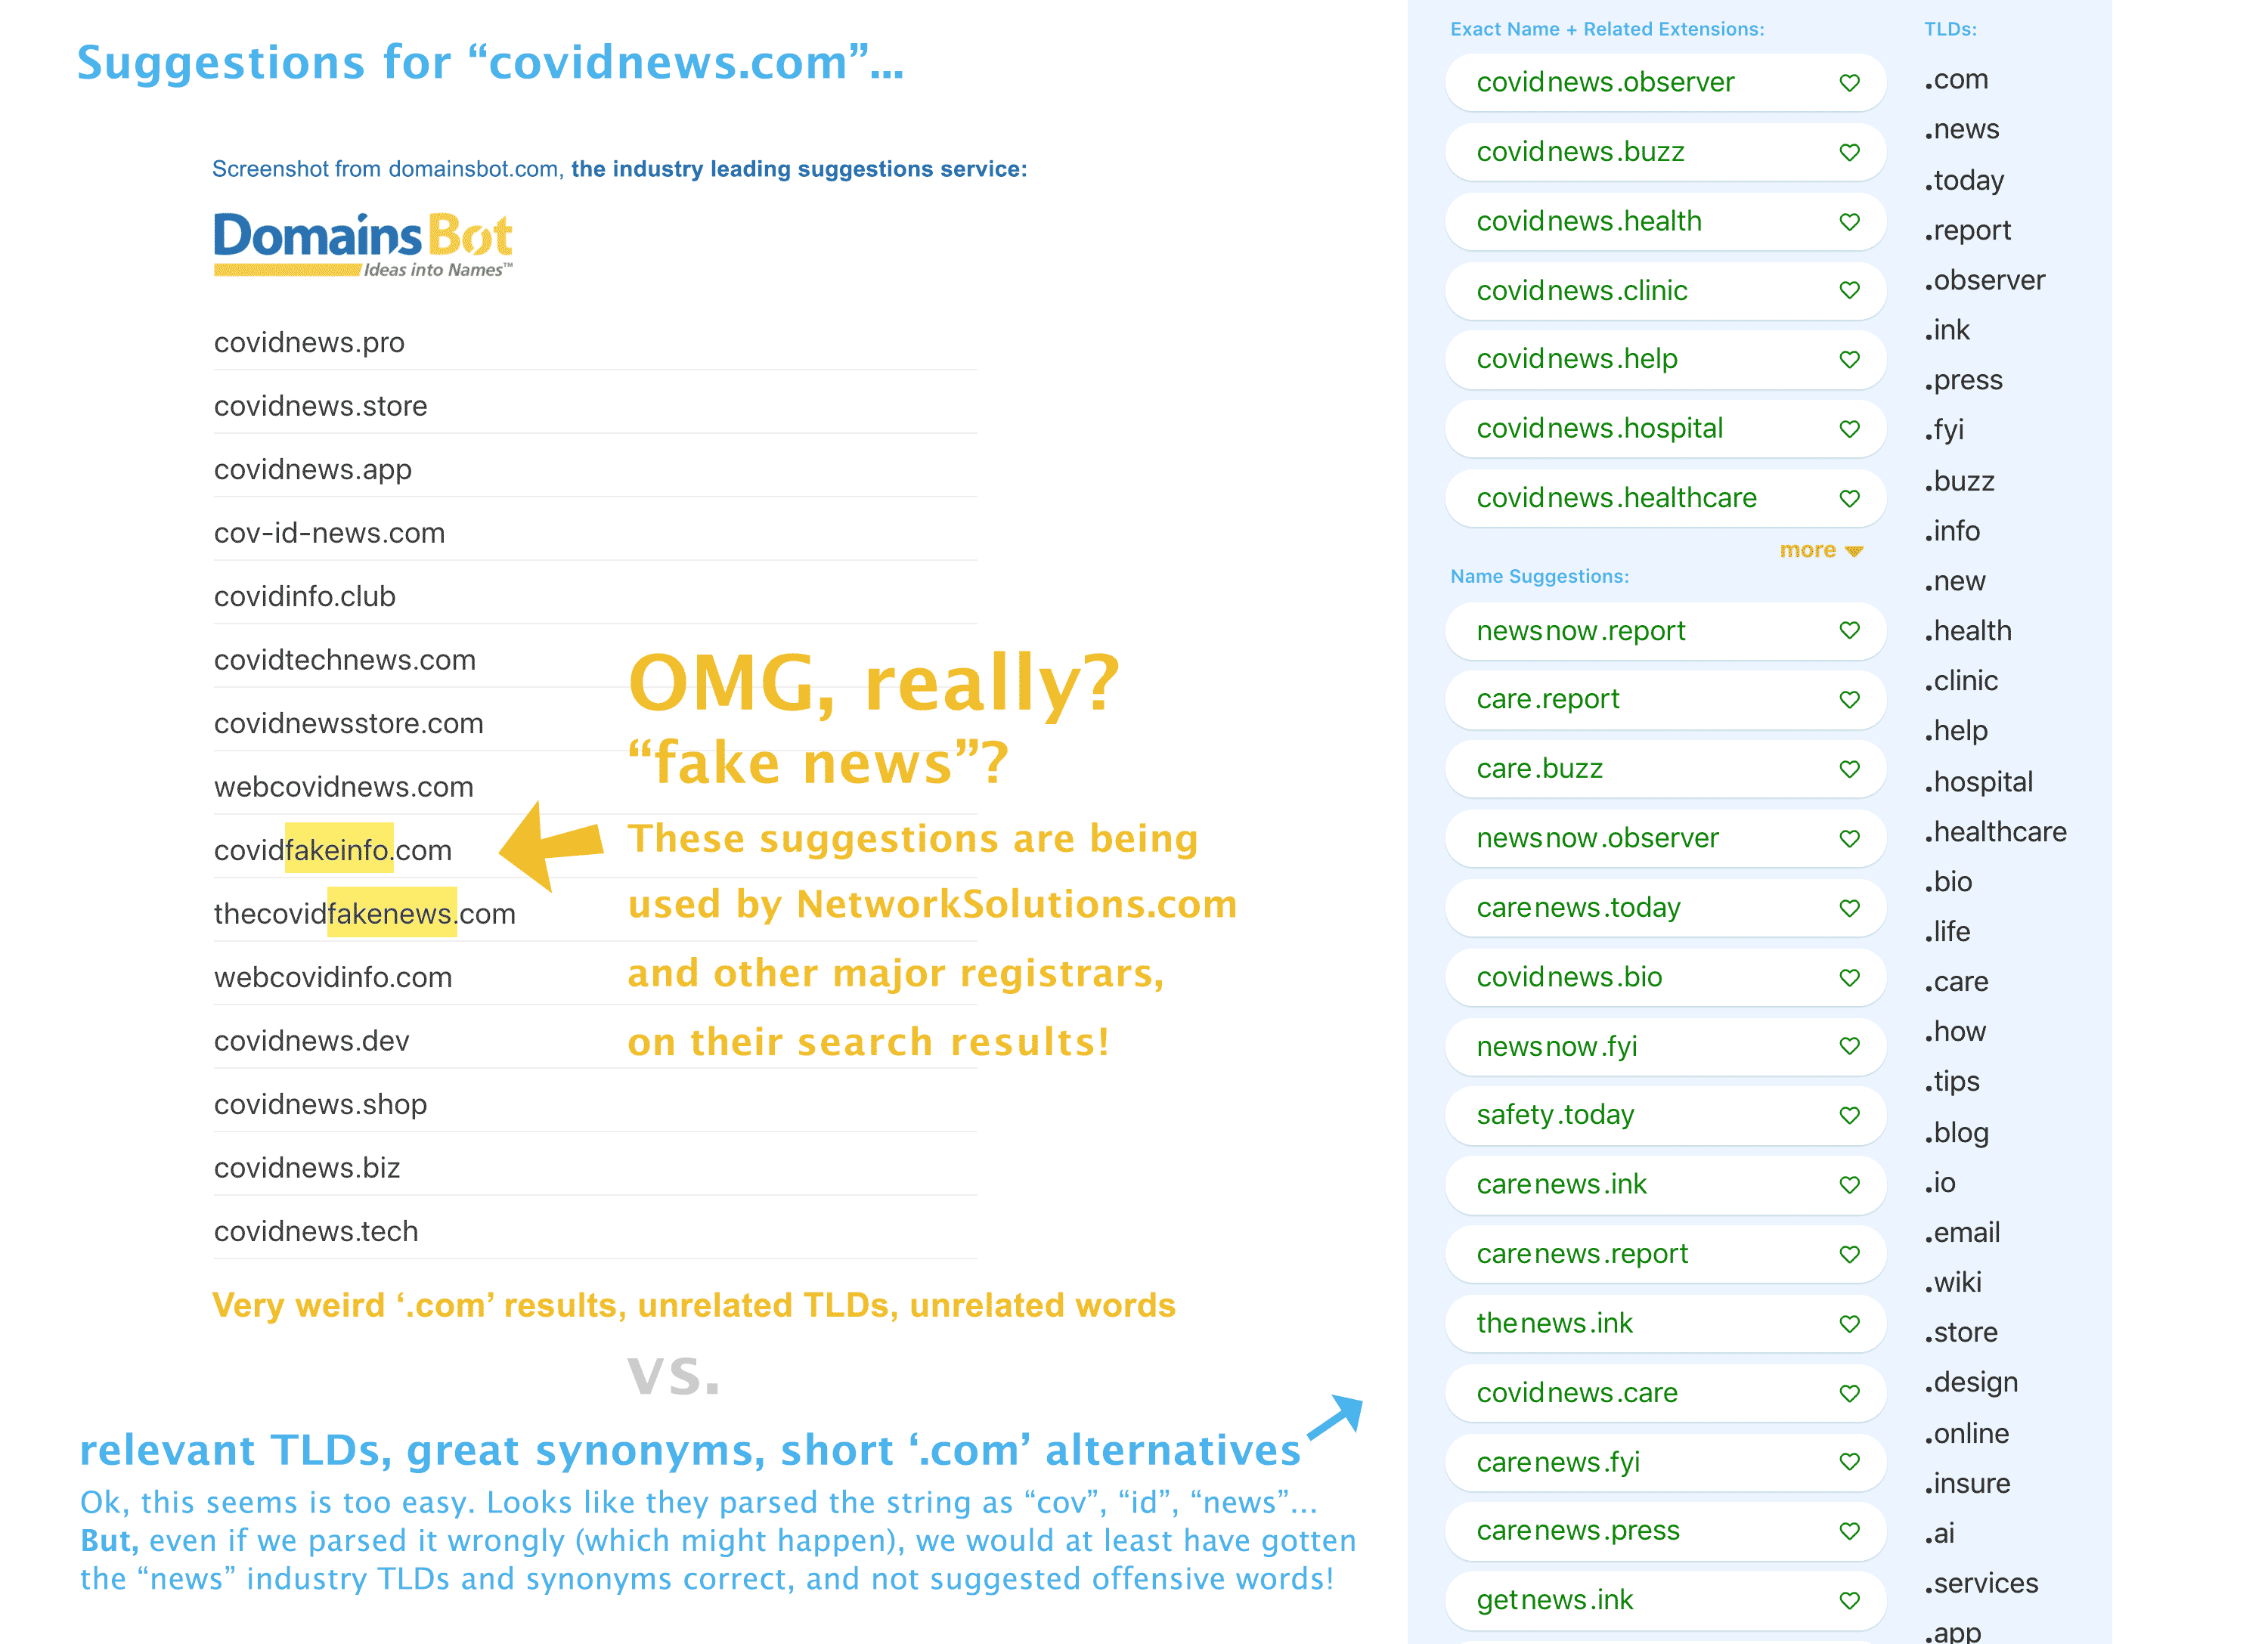 Suggestions for “covidnews.com”...
Screenshot from domainsbot.com, the industry leading suggestions service:
DomainsBot
Ideas into Names™
covidnews.pro
covidnews.store
covidnews.app
cov-id-news.com
covidinfo.club
covidtechnews.com
covidnewsstore.com
webcovidnews.com
covidfakeinfo.com
thecovidfakenews.com
webcovidinfo.com
covidnews.dev
covidnews.shop
covidnews.biz
covidnews.tech
OMG, really?
“fake news”?
These suggestions are being
used by NetworkSolutions.com
and other major registrars,
on their search results!
Very weird ‘.com’ results, unrelated TLDs, unrelated words
vs.
relevant TLDs, great synonyms, short ‘.com’ alternatives
Ok, this seems is too easy. Looks like they parsed the string as “cov”, “id”, “news”...
But, even if we parsed it wrongly (which might happen), we would at least have gotten
the “news” industry TLDs and synonyms correct, and not suggested offensive words!
Exact Name + Related Extensions:
covidnews.observer
covidnews.buzz
covidnews.health
covidnews.clinic
covidnews.help
covidnews.hospital
covidnews.healthcare
more
Name Suggestions:
newsnow.report
care.report
care.buzz
newsnow.observer
carenews.today
covidnews.bio
newsnow.fyi
safety.today
carenews.ink
carenews.report
thenews.ink
covidnews.care
carenews.fyi
carenews.press
getnews.ink
TLDs:
.com
.news
.today
.report
.observer
.ink
.press
.fyi
.buzz
.info
.new
.health
.clinic
.help
.hospital
.healthcare
.bio
.life
.care
.how
.tips
.blog
.io
.email
.wiki
.store
.design
.online
.insure
.ai
.services
.app